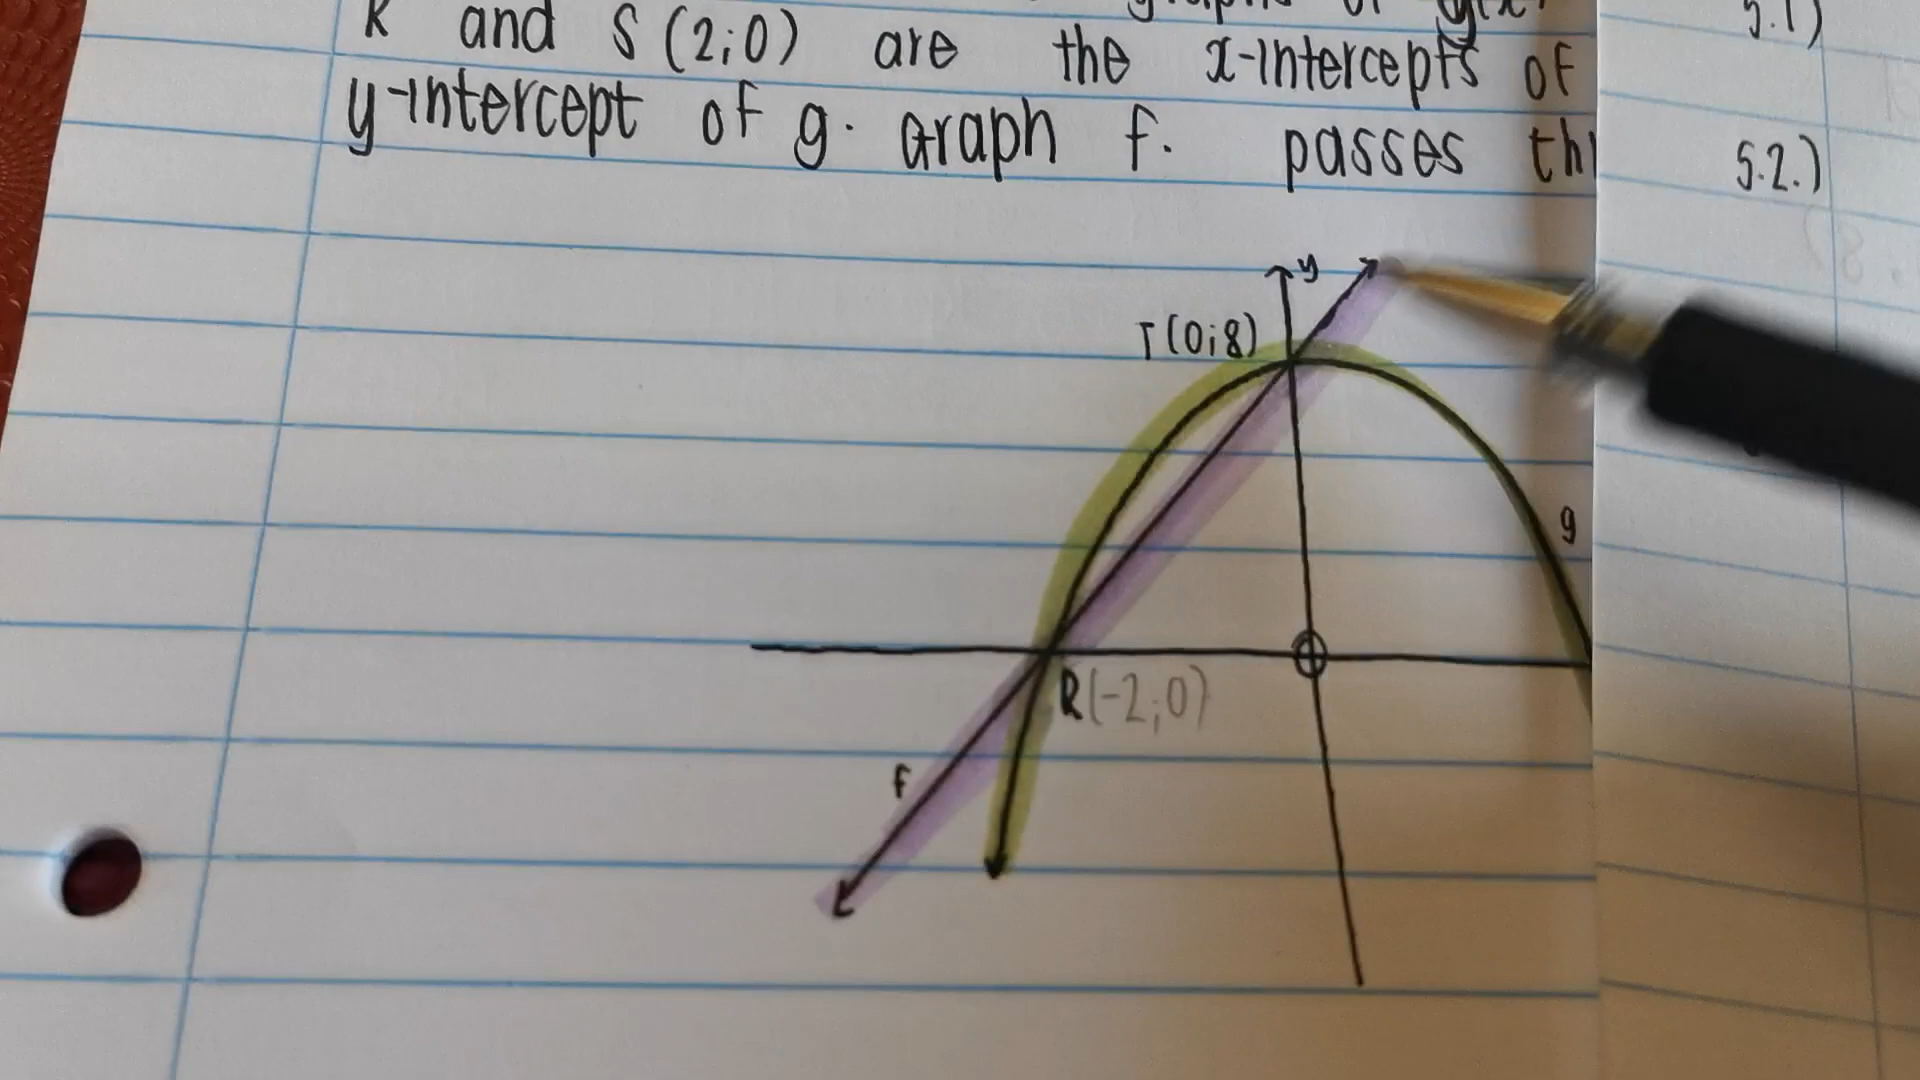 R and S (2;0) are the x-intercepts of
y-intercept of g. Graph f. passes
5.1)
5.2.)
y
T(0;8)
g
R(-2;0)
f